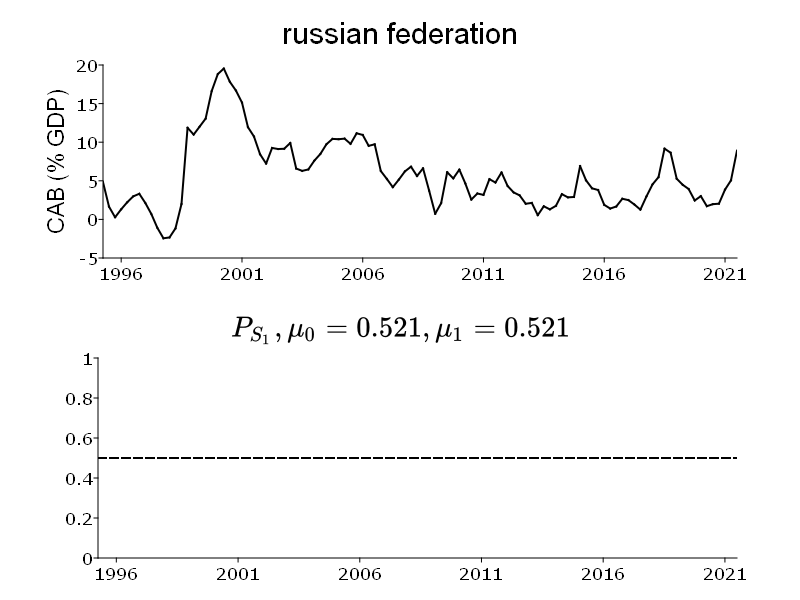 russian federation
CAB (% GDP)
20
15
10
5
0
-5
1996 2001 2006 2011 2016 2021
P_{S_1}, μ_0 = 0.521, μ_1 = 0.521
1
0.8
0.6
0.4
0.2
0
1996 2001 2006 2011 2016 2021